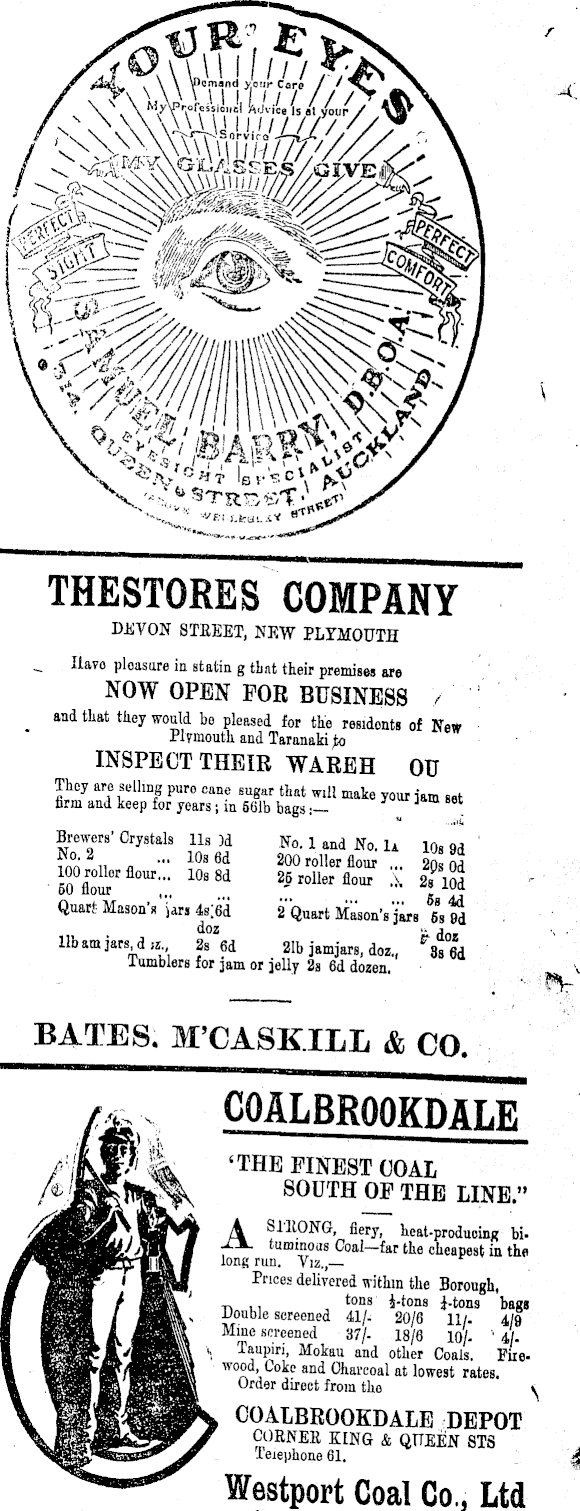 YOUR EYES
Demand your Care
My Professional Advice Is at your
Service
MY GLASSES GIVE
PERFECT
SIGHT
PERFECT
COMFORT
SAMUEL BARRY, D.B.O.A.
EYESIGHT SPECIALIST
QUEEN STREET, AUCKLAND
(ABOVE WELLESLEY STREET)
THESTORES COMPANY
DEVON STREET, NEW PLYMOUTH
Have pleasure in statin g that their premises are
NOW OPEN FOR BUSINESS
and that they would be pleased for the residents of New
Plymouth and Taranaki to
INSPECT THEIR WAREH OU
They are selling pure cane sugar that will make your jam set
firm and keep for years; in 56lb bags:—
Brewers' Crystals 11s 0d No. 1 and No. 1A 10s 9d
No. 2 ... 10s 6d 200 roller flour ... 20s 0d
100 roller flour... 10s 8d 25 roller flour ... 2s 10d
50 flour ... ... ... ... 5s 4d
Quart Mason's jars 4s 6d 2 Quart Mason's jars 5s 9d
doz doz
1lb am jars, d z., 2s 6d 2lb jamjars, doz., 3s 6d
Tumblers for jam or jelly 2s 6d dozen.
BATES. M'CASKILL & CO.
COALBROOKDALE
'THE FINEST COAL
SOUTH OF THE LINE."
A STRONG, fiery, heat-producing bi-
tuminous Coal—far the cheapest in the
long run. Viz.,—
Prices delivered within the Borough,
tons ½-tons ¼-tons bags
Double screened 41/- 20/6 11/- 4/9
Mine screened 37/- 18/6 10/- 4/-
Taupiri, Mokau and other Coals. Fire-
wood, Coke and Charcoal at lowest rates.
Order direct from the
COALBROOKDALE DEPOT
CORNER KING & QUEEN STS
Telephone 61.
Westport Coal Co., Ltd